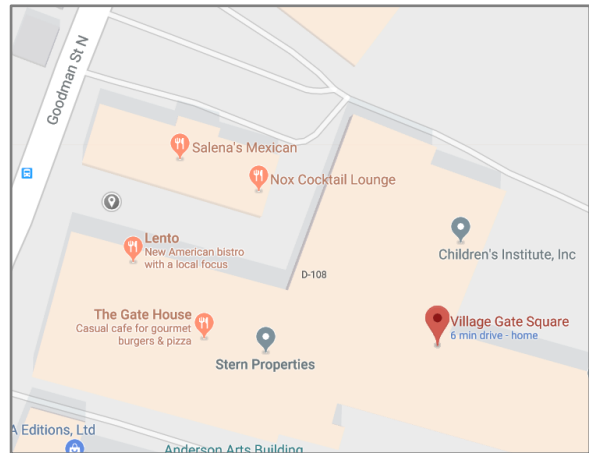 Goodman St N
Salena's Mexican
Nox Cocktail Lounge
Lento
New American bistro
with a local focus
Children's Institute, Inc
D-108
The Gate House
Casual cafe for gourmet
burgers & pizza
Village Gate Square
6 min drive - home
Stern Properties
A Editions, Ltd
Anderson Arts Building